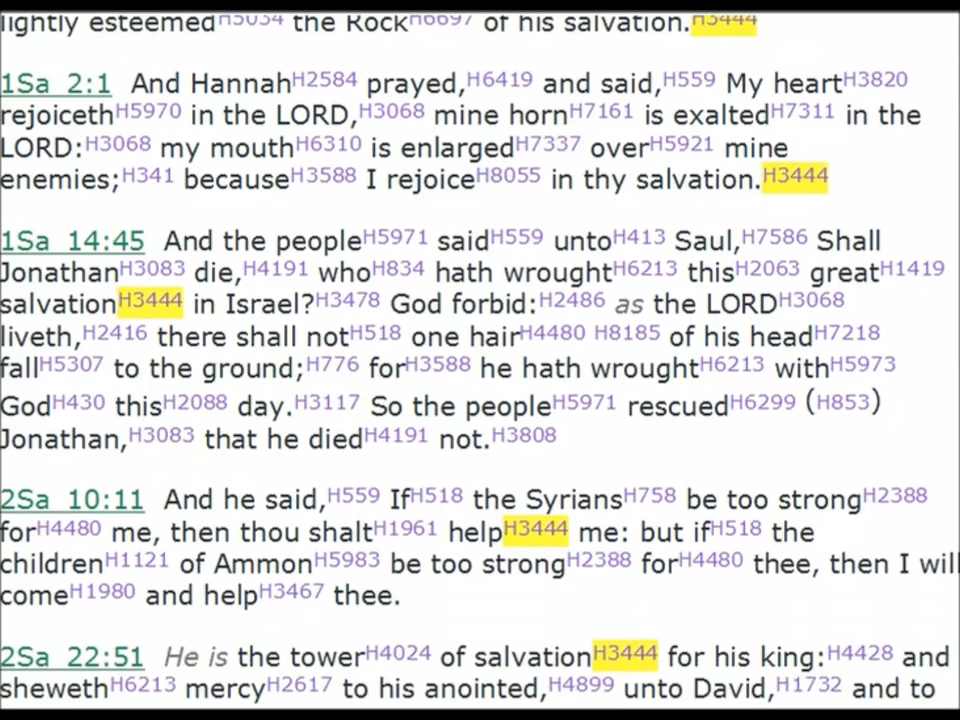 lightly esteemedH5034 the RockH6697 of his salvation.H3444
1Sa 2:1 And HannahH2584 prayed,H6419 and said,H559 My heartH3820
rejoicethH5970 in the LORD,H3068 mine hornH7161 is exaltedH7311 in the
LORD:H3068 my mouthH6310 is enlargedH7337 overH5921 mine
enemies;H341 becauseH3588 I rejoiceH8055 in thy salvation.H3444
1Sa 14:45 And the peopleH5971 saidH559 untoH413 Saul,H7586 Shall
JonathanH3083 die,H4191 whoH834 hath wroughtH6213 thisH2063 greatH1419
salvationH3444 in Israel?H3478 God forbid:H2486 as the LORDH3068
liveth,H2416 there shall notH518 one hairH4480 H8185 of his headH7218
fallH5307 to the ground;H776 forH3588 he hath wroughtH6213 withH5973
GodH430 thisH2088 day.H3117 So the peopleH5971 rescuedH6299 (H853)
Jonathan,H3083 that he diedH4191 not.H3808
2Sa 10:11 And he said,H559 IfH518 the SyriansH758 be too strongH2388
forH4480 me, then thou shaltH1961 helpH3444 me: but ifH518 the
childrenH1121 of AmmonH5983 be too strongH2388 forH4480 thee, then I will
comeH1980 and helpH3467 thee.
2Sa 22:51 He is the towerH4024 of salvationH3444 for his king:H4428 and
shewethH6213 mercyH2617 to his anointed,H4899 unto David,H1732 and to